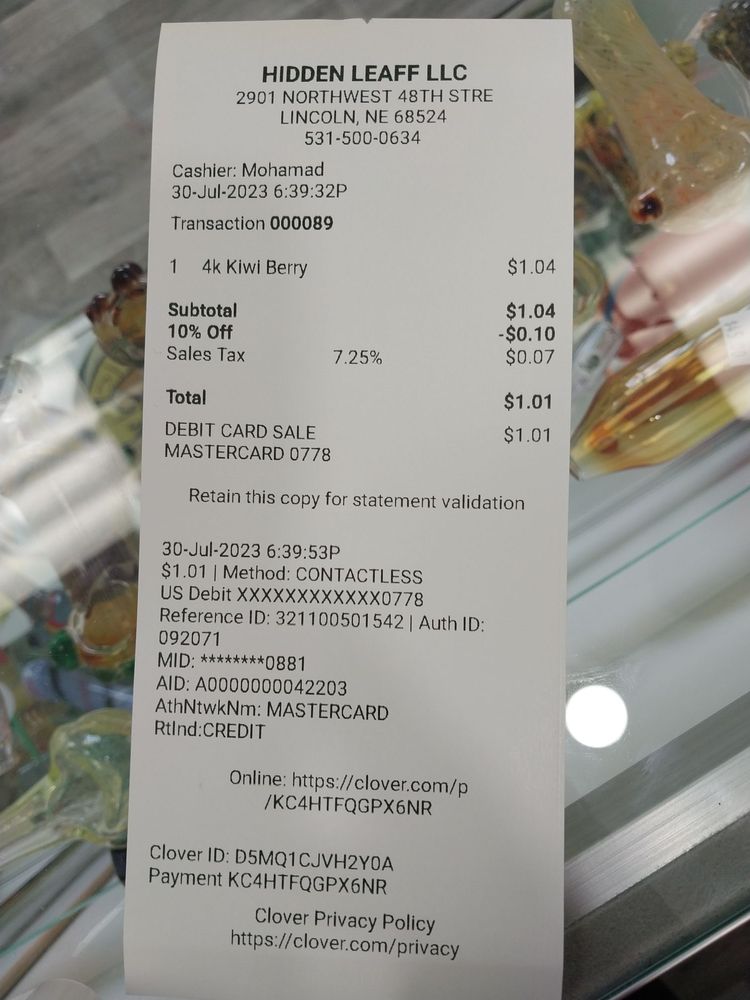 HIDDEN LEAFF LLC
2901 NORTHWEST 48TH STRE
LINCOLN, NE 68524
531-500-0634
Cashier: Mohamad
30-Jul-2023 6:39:32P
Transaction 000089
1 4k Kiwi Berry $1.04
Subtotal $1.04
10% Off -$0.10
Sales Tax 7.25% $0.07
Total $1.01
DEBIT CARD SALE $1.01
MASTERCARD 0778
Retain this copy for statement validation
30-Jul-2023 6:39:53P
$1.01 | Method: CONTACTLESS
US Debit XXXXXXXXXXXX0778
Reference ID: 321100501542 | Auth ID:
092071
MID: ********0881
AID: A0000000042203
AthNtwkNm: MASTERCARD
RtInd:CREDIT
Online: https://clover.com/p
/KC4HTFQGPX6NR
Clover ID: D5MQ1CJVH2Y0A
Payment KC4HTFQGPX6NR
Clover Privacy Policy
https://clover.com/privacy